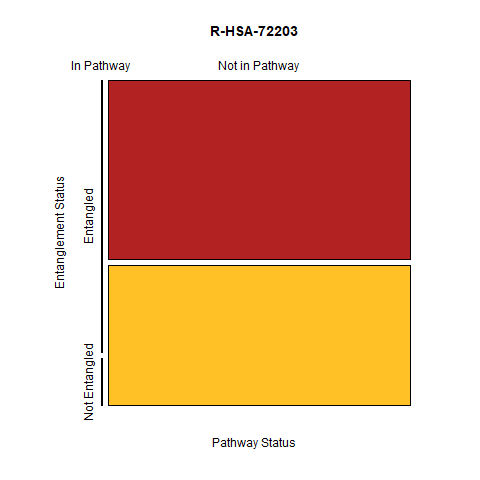 R-HSA-72203
In Pathway
Not in Pathway
Entanglement Status
Entangled
Not Entangled
Pathway Status